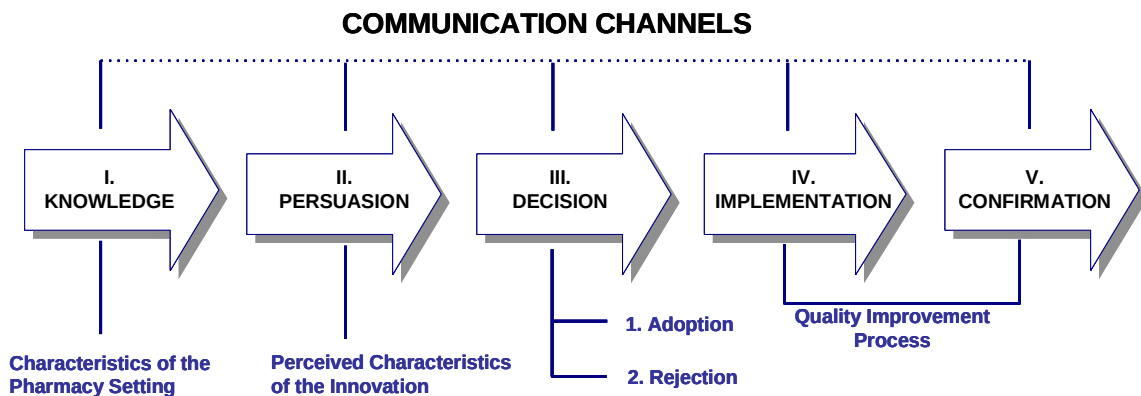 COMMUNICATION CHANNELS
I.
KNOWLEDGE
II.
PERSUASION
III.
DECISION
IV.
IMPLEMENTATION
V.
CONFIRMATION
Characteristics of the
Pharmacy Setting
Perceived Characteristics
of the Innovation
1. Adoption
2. Rejection
Quality Improvement
Process